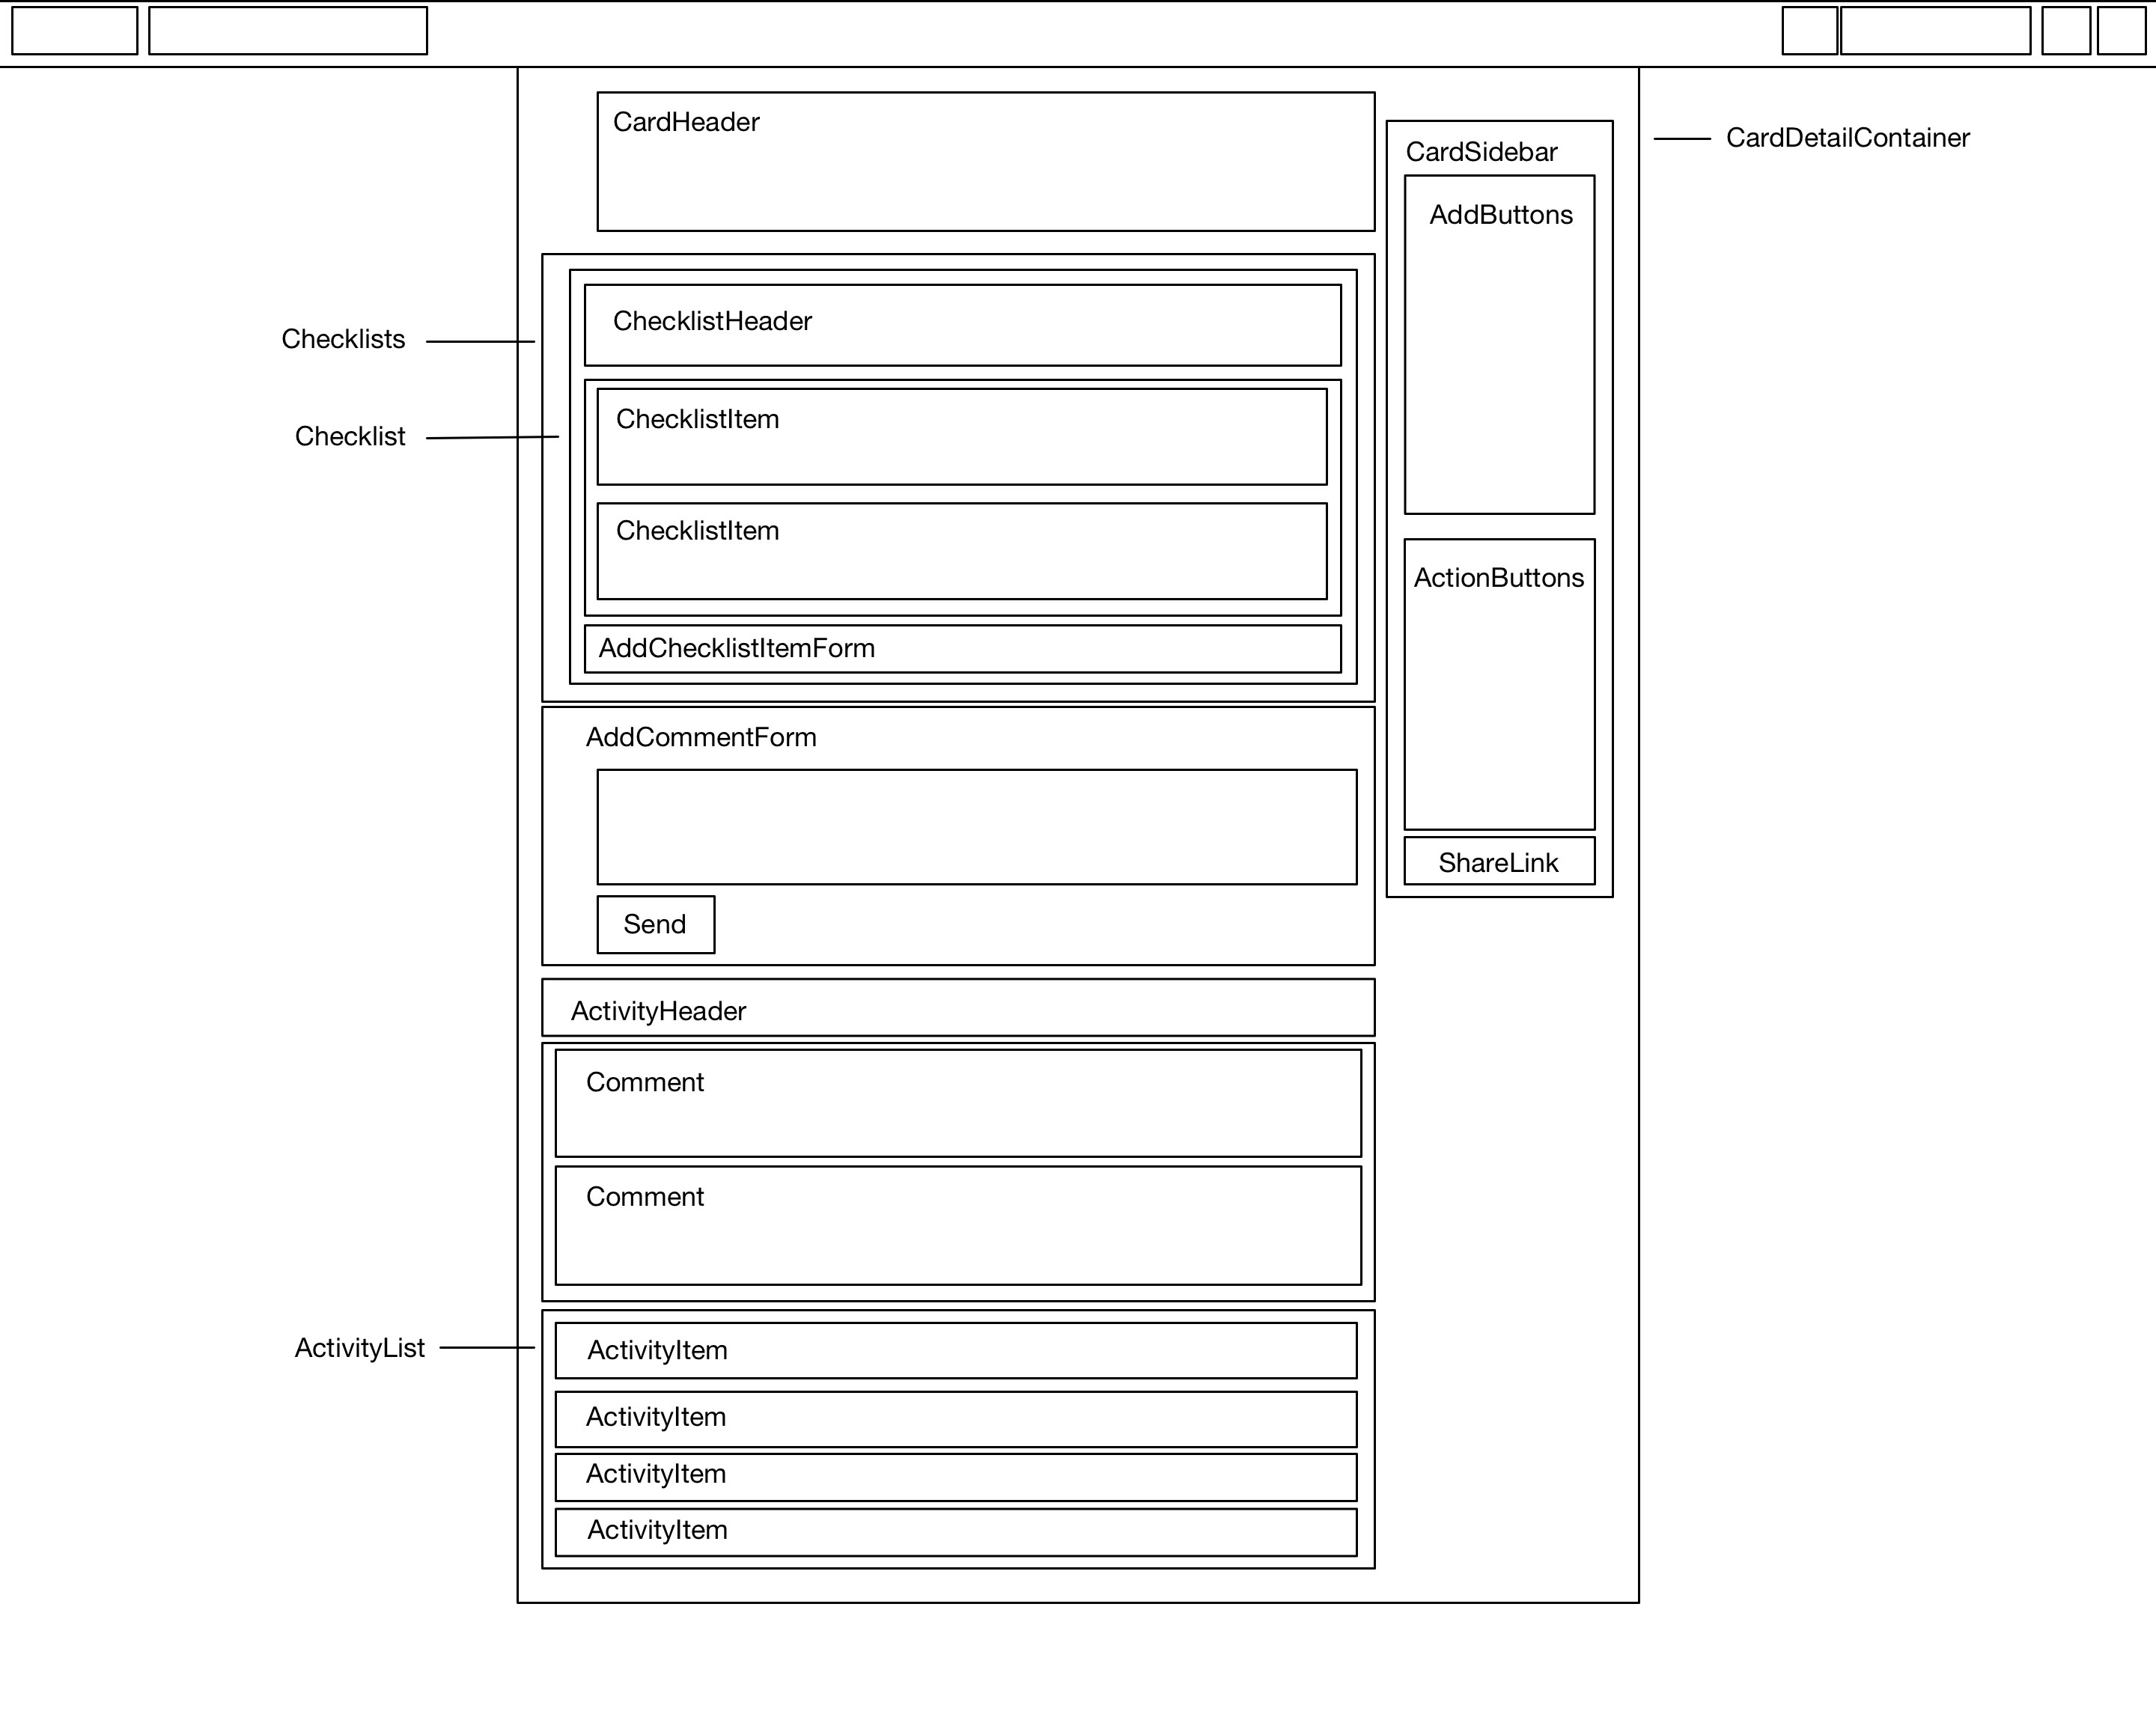 CardHeader
CardSidebar
CardDetailContainer
AddButtons
Checklists
ChecklistHeader
Checklist
ChecklistItem
ChecklistItem
ActionButtons
AddChecklistItemForm
AddCommentForm
ShareLink
Send
ActivityHeader
Comment
Comment
ActivityList
ActivityItem
ActivityItem
ActivityItem
ActivityItem